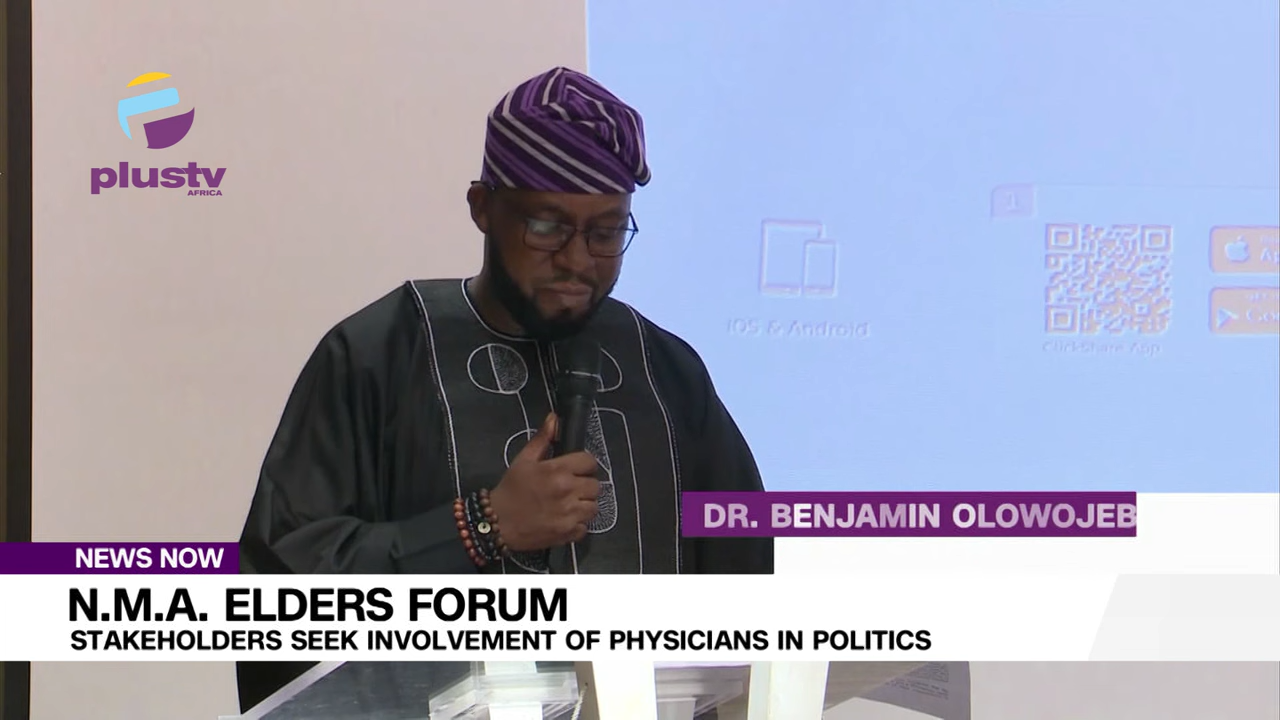 plustv
AFRICA
1
iOS & Android
ClickShare App
DR. BENJAMIN OLOWOJEB
NEWS NOW
N.M.A. ELDERS FORUM
STAKEHOLDERS SEEK INVOLVEMENT OF PHYSICIANS IN POLITICS